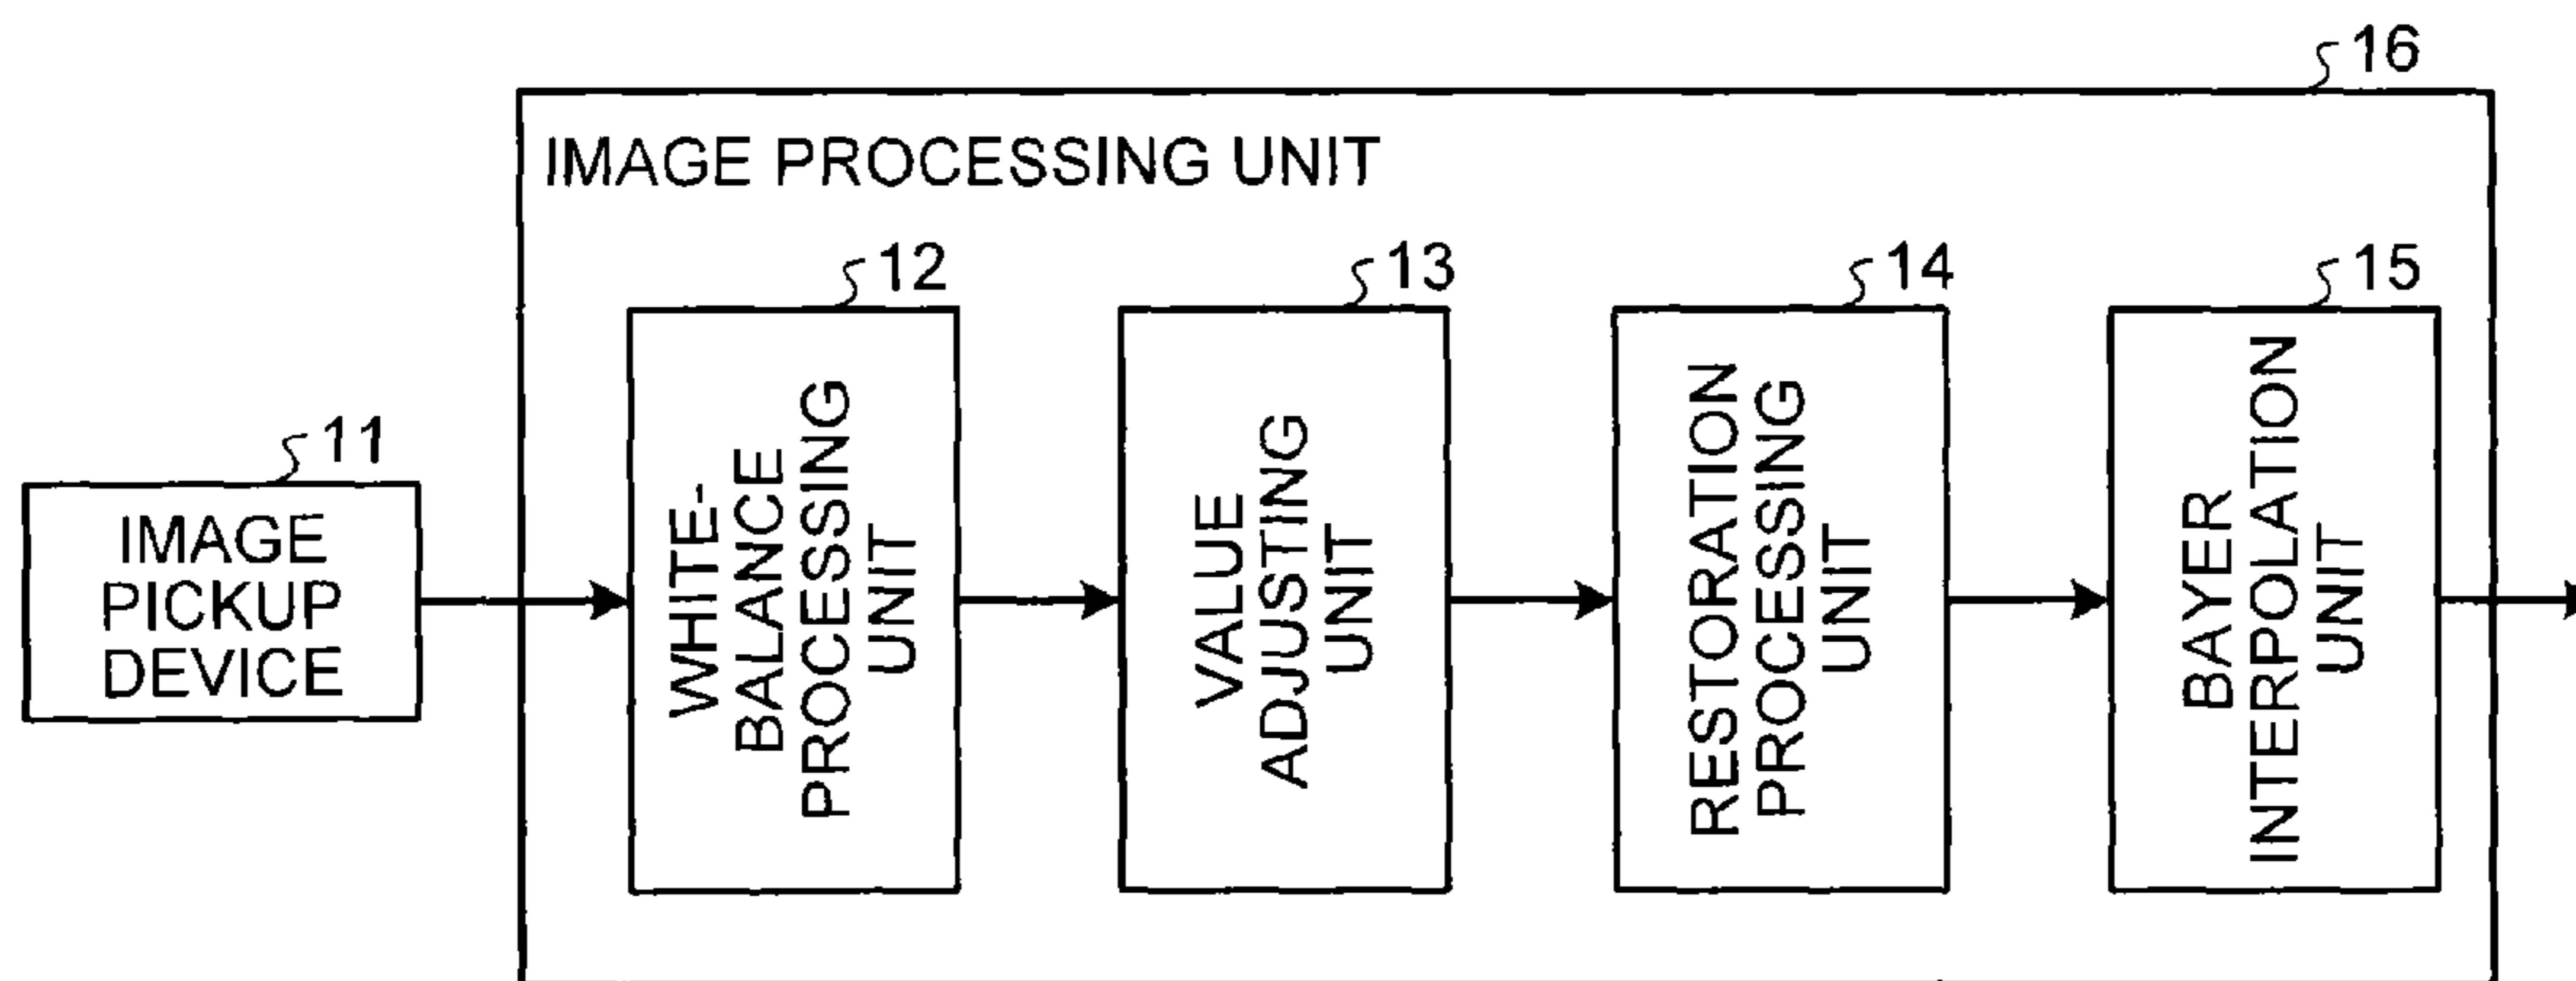 16
IMAGE PROCESSING UNIT
12
13
14
15
11
IMAGE
PICKUP
DEVICE
WHITE-
BALANCE
PROCESSING
UNIT
VALUE
ADJUSTING
UNIT
RESTORATION
PROCESSING
UNIT
BAYER
INTERPOLATION
UNIT